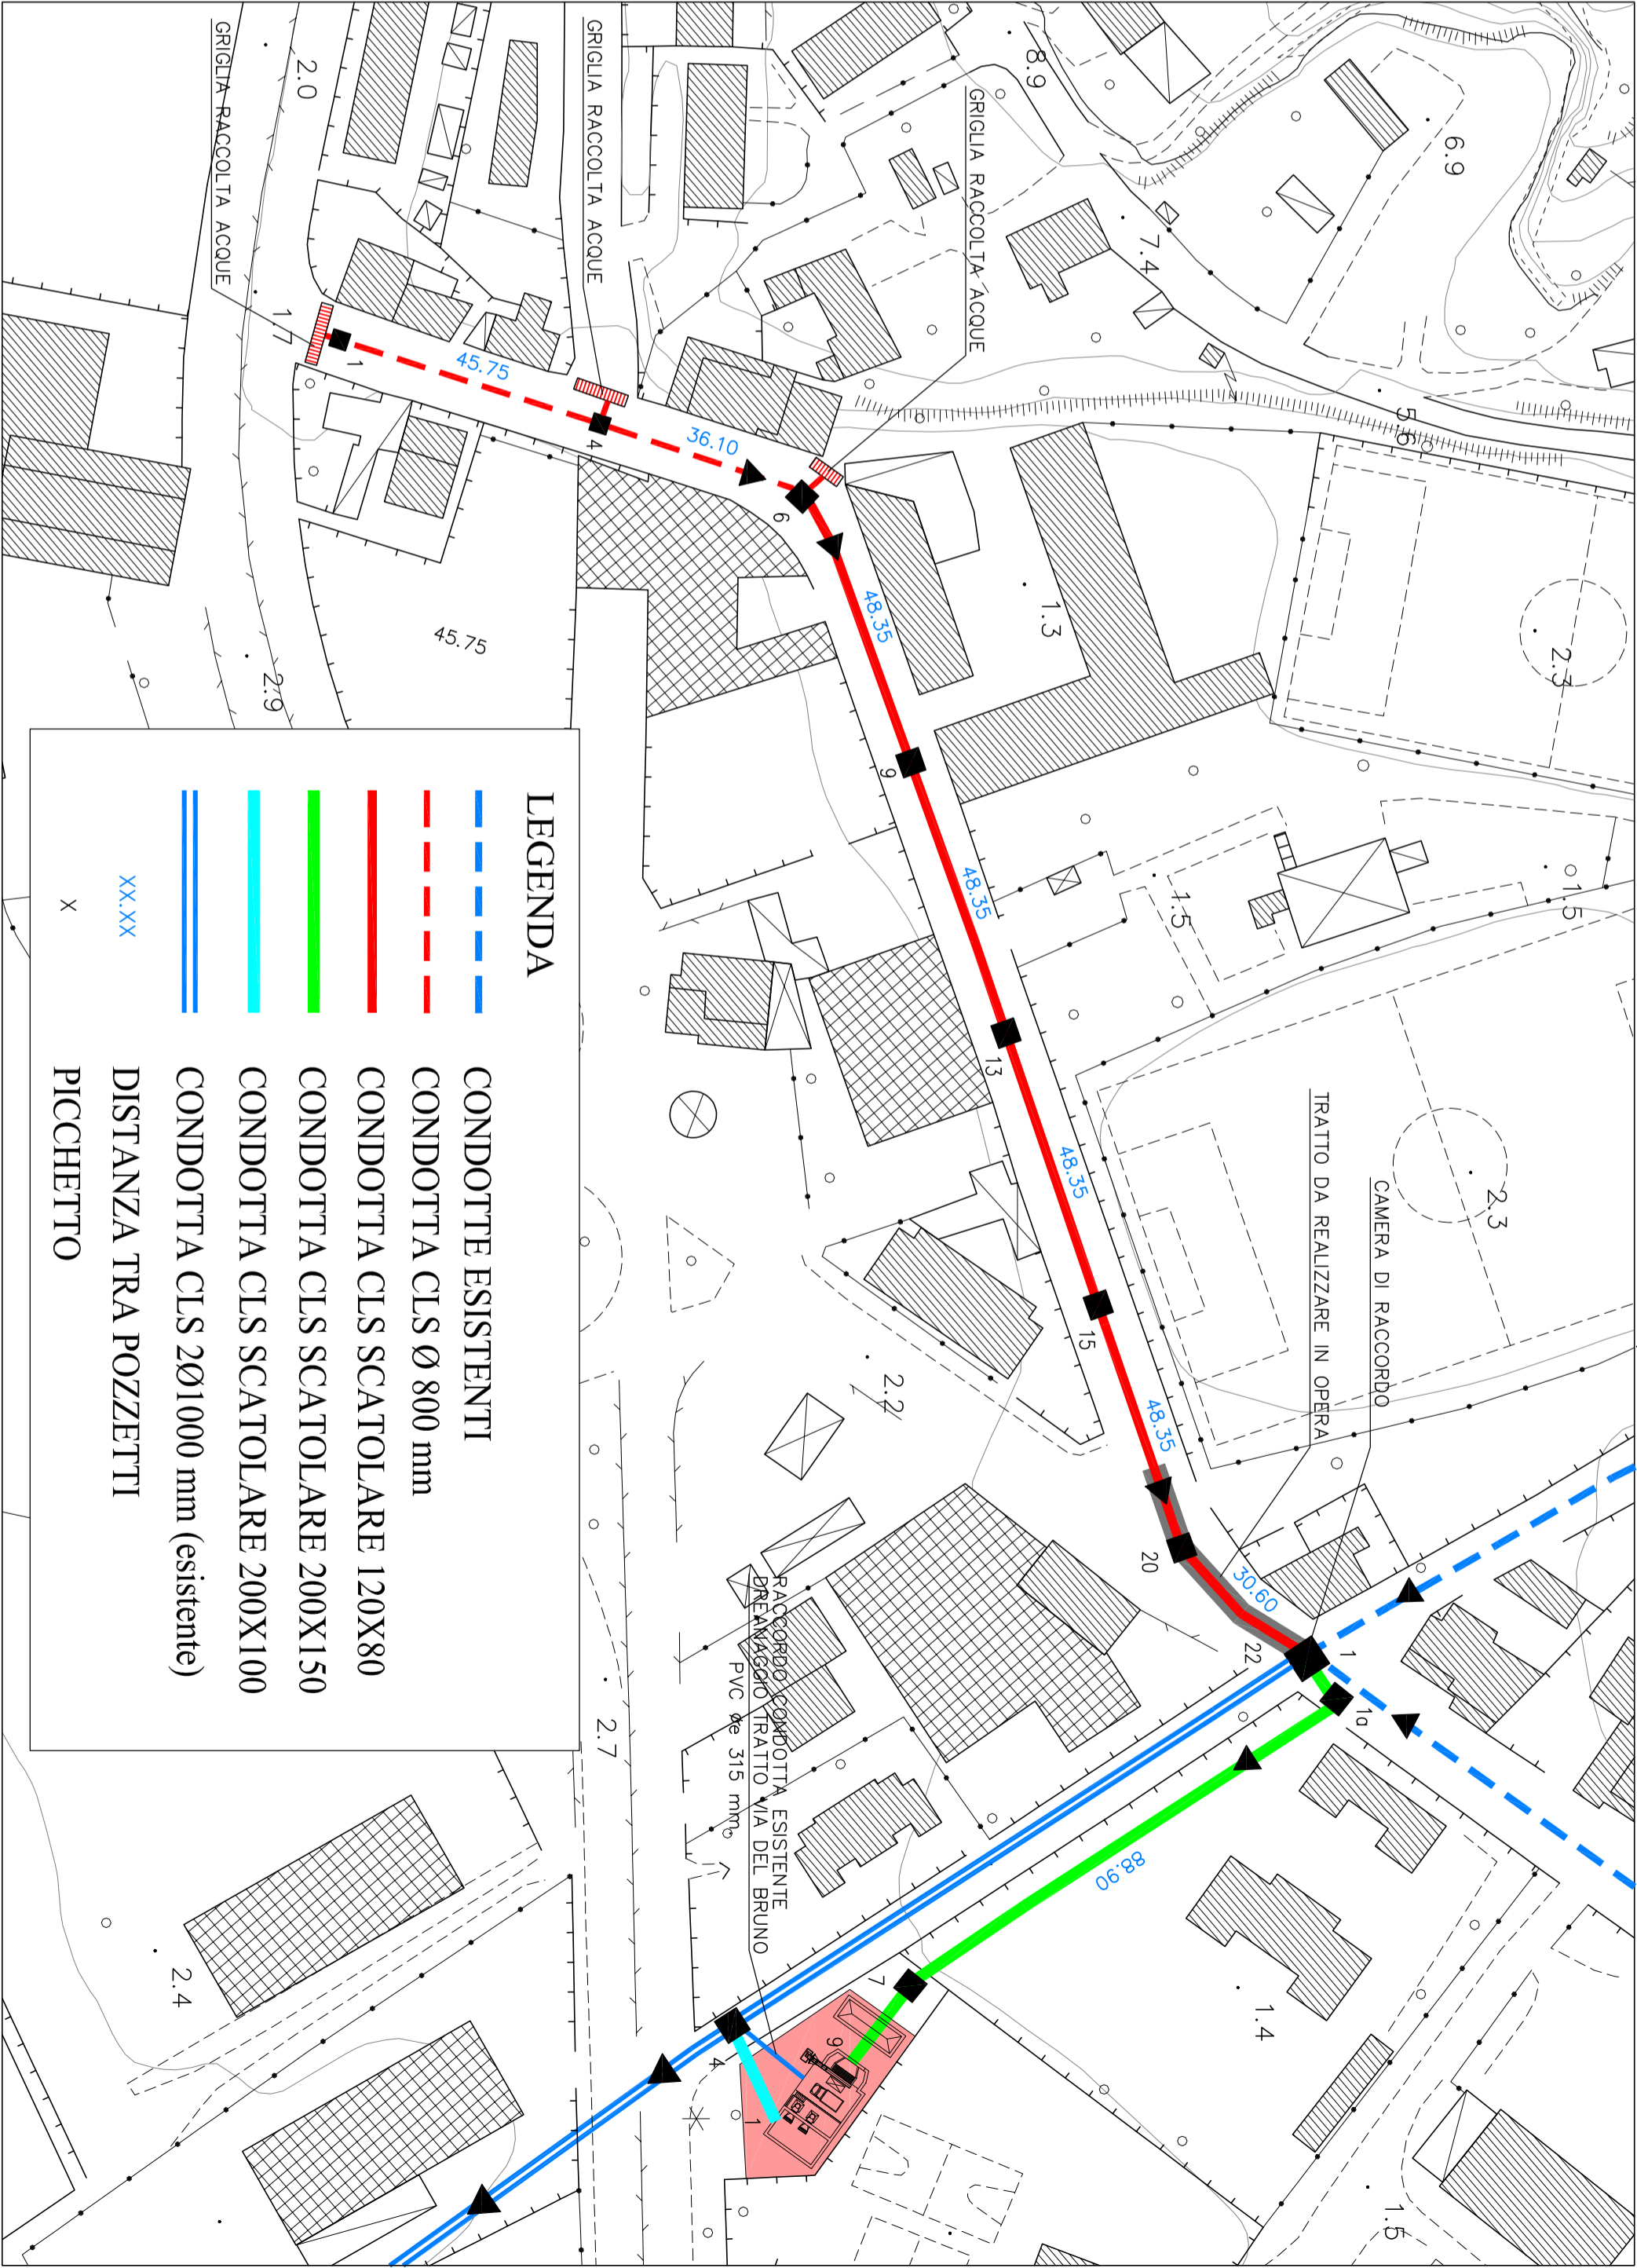 GRIGLIA RACCOLTA ACQUE
GRIGLIA RACCOLTA ACQUE
GRIGLIA RACCOLTA ACQUE
2.0
8.9
6.9
7.4
1.7
5.6
1
45.75
4
36.10
6
48.35
1.3
2.3
45.75
2.9
9
48.35
1.5
1.5
13
48.35
2.3
TRATTO DA REALIZZARE IN OPERA
CAMERA DI RACCORDO
15
2.2
48.35
20
30.60
22
1
1a
RACCORDO CONDOTTA ESISTENTE
DREANAGGIO TRATTO VIA DEL BRUNO
PVC Øe 315 mm.
2.7
88.90
7
9
4
1
1.4
2.4
1.5
LEGENDA
CONDOTTE ESISTENTI
CONDOTTA CLS Ø 800 mm
CONDOTTA CLS SCATOLARE 120X80
CONDOTTA CLS SCATOLARE 200X150
CONDOTTA CLS SCATOLARE 200X100
CONDOTTA CLS 2Ø1000 mm (esistente)
XX.XX DISTANZA TRA POZZETTI
X PICCHETTO